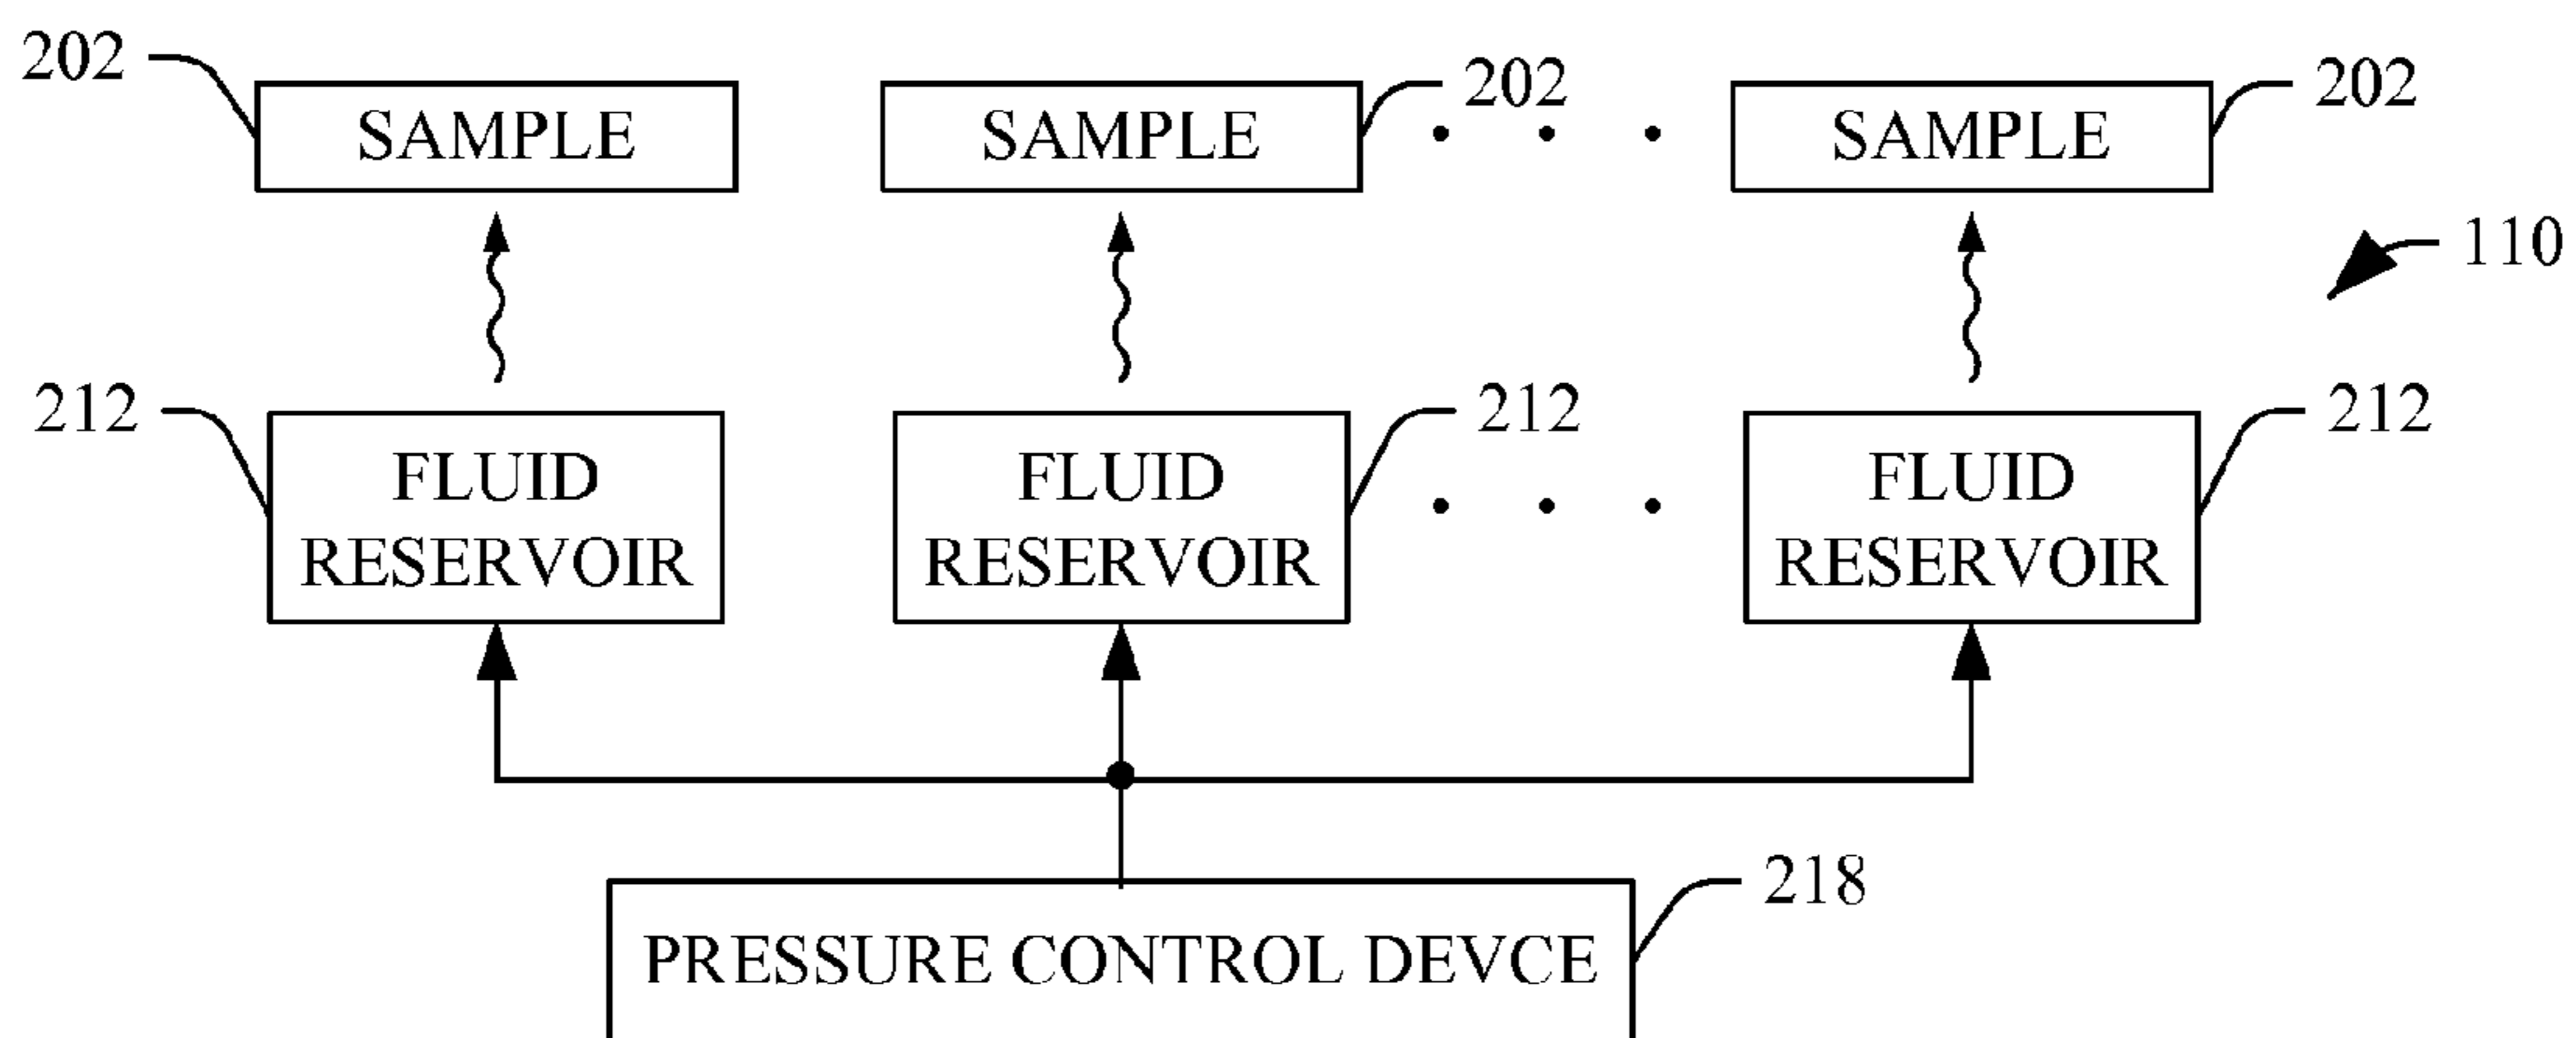 202
SAMPLE
SAMPLE
202
SAMPLE
202
110
212
FLUID
RESERVOIR
FLUID
RESERVOIR
212
FLUID
RESERVOIR
212
218
PRESSURE CONTROL DEVCE